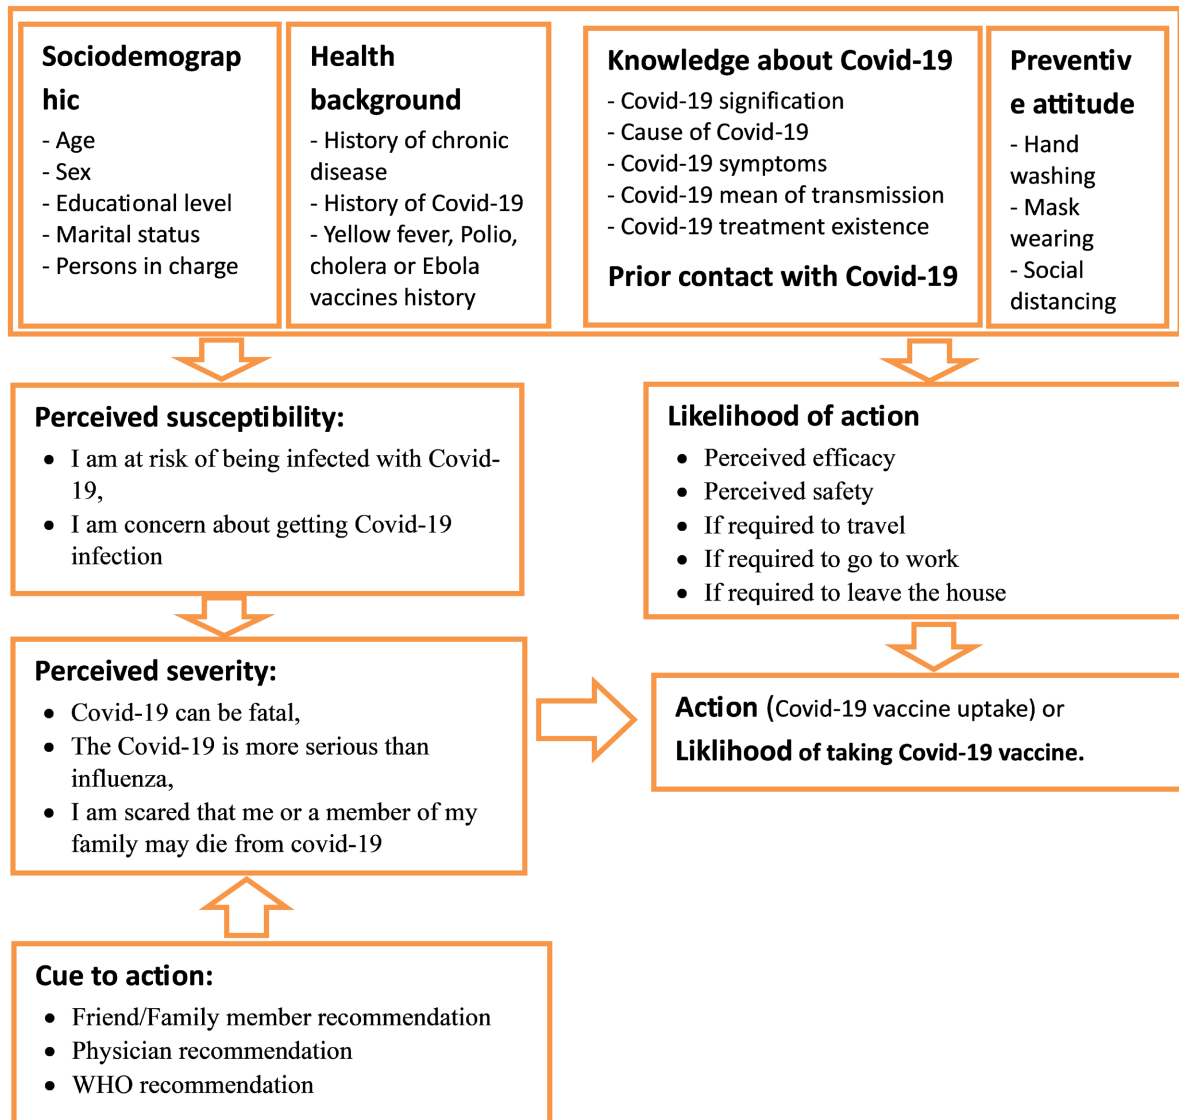 Sociodemograp
hic
- Age
- Sex
- Educational level
- Marital status
- Persons in charge
Health
background
- History of chronic
disease
- History of Covid-19
- Yellow fever, Polio,
cholera or Ebola
vaccines history
Knowledge about Covid-19
- Covid-19 signification
- Cause of Covid-19
- Covid-19 symptoms
- Covid-19 mean of transmission
- Covid-19 treatment existence
Prior contact with Covid-19
Preventiv
e attitude
- Hand
washing
- Mask
wearing
- Social
distancing
Perceived susceptibility:
• I am at risk of being infected with Covid-
19,
• I am concern about getting Covid-19
infection
Likelihood of action
• Perceived efficacy
• Perceived safety
• If required to travel
• If required to go to work
• If required to leave the house
Perceived severity:
• Covid-19 can be fatal,
• The Covid-19 is more serious than
influenza,
• I am scared that me or a member of my
family may die from covid-19
Action (Covid-19 vaccine uptake) or
Liklihood of taking Covid-19 vaccine.
Cue to action:
• Friend/Family member recommendation
• Physician recommendation
• WHO recommendation